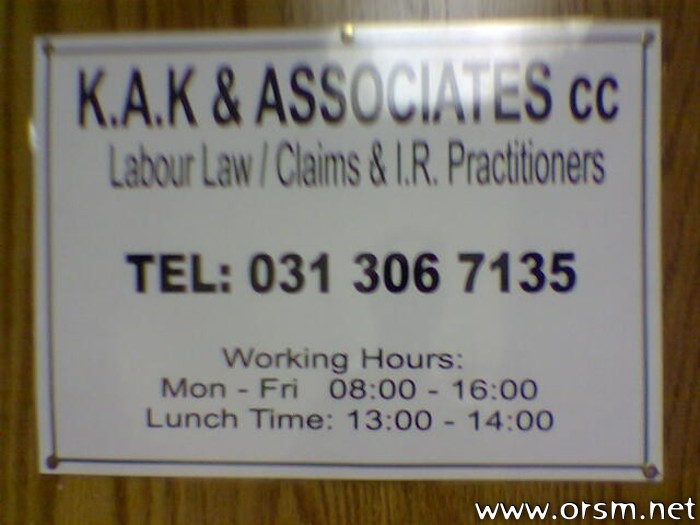 K.A.K & ASSOCIATES cc
Labour Law / Claims & I.R. Practitioners
TEL: 031 306 7135
Working Hours:
Mon - Fri 08:00 - 16:00
Lunch Time: 13:00 - 14:00
www.orsm.net